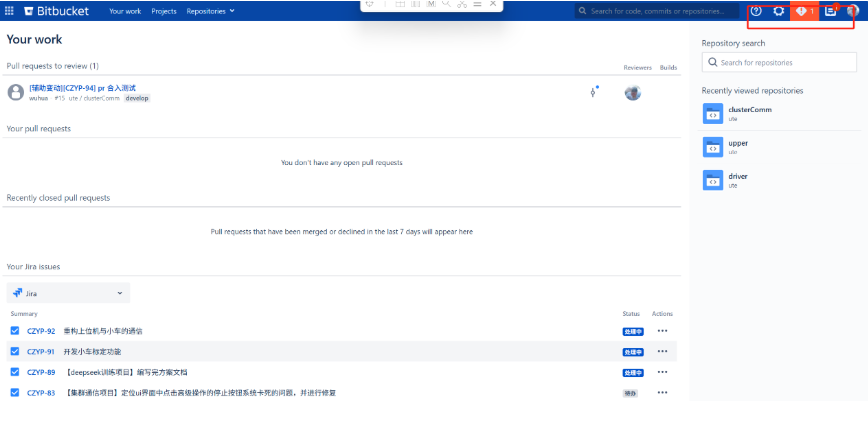 Bitbucket Your work Projects Repositories Search for code, commits or repositories... 1
Your work
Pull requests to review (1) Reviewers Builds
[辅助变动][CZYP-94] pr 合入测试
wuhua #15 ute / clusterComm develop
Your pull requests
You don't have any open pull requests
Recently closed pull requests
Pull requests that have been merged or declined in the last 7 days will appear here
Your Jira issues
Jira
Summary Status Actions
CZYP-92 重构上位机与小车的通信 处理中
CZYP-91 开发小车标定功能 处理中
CZYP-89 【deepseek训练项目】编写完方案文档 处理中
CZYP-83 【集群通信项目】定位ui界面中点击高级操作的停止按钮系统卡死的问题，并进行修复 待办
Repository search
Search for repositories
Recently viewed repositories
clusterComm
ute
upper
ute
driver
ute